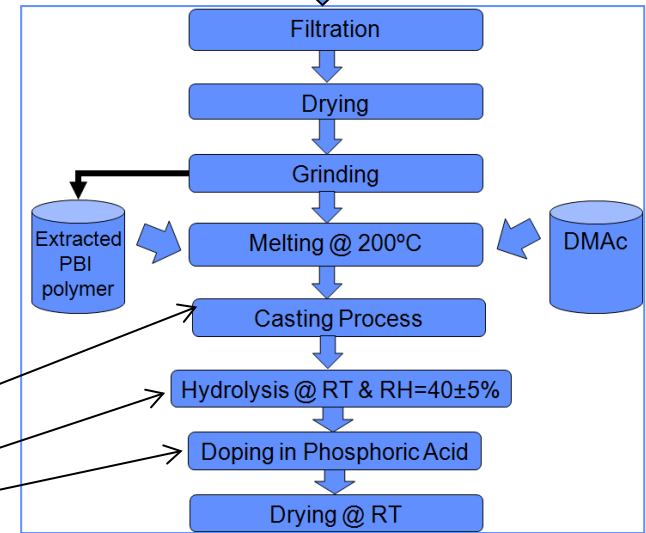 Filtration
Drying
Grinding
Extracted
PBI
polymer
Melting @ 200ºC
DMAc
Casting Process
Hydrolysis @ RT & RH=40±5%
Doping in Phosphoric Acid
Drying @ RT